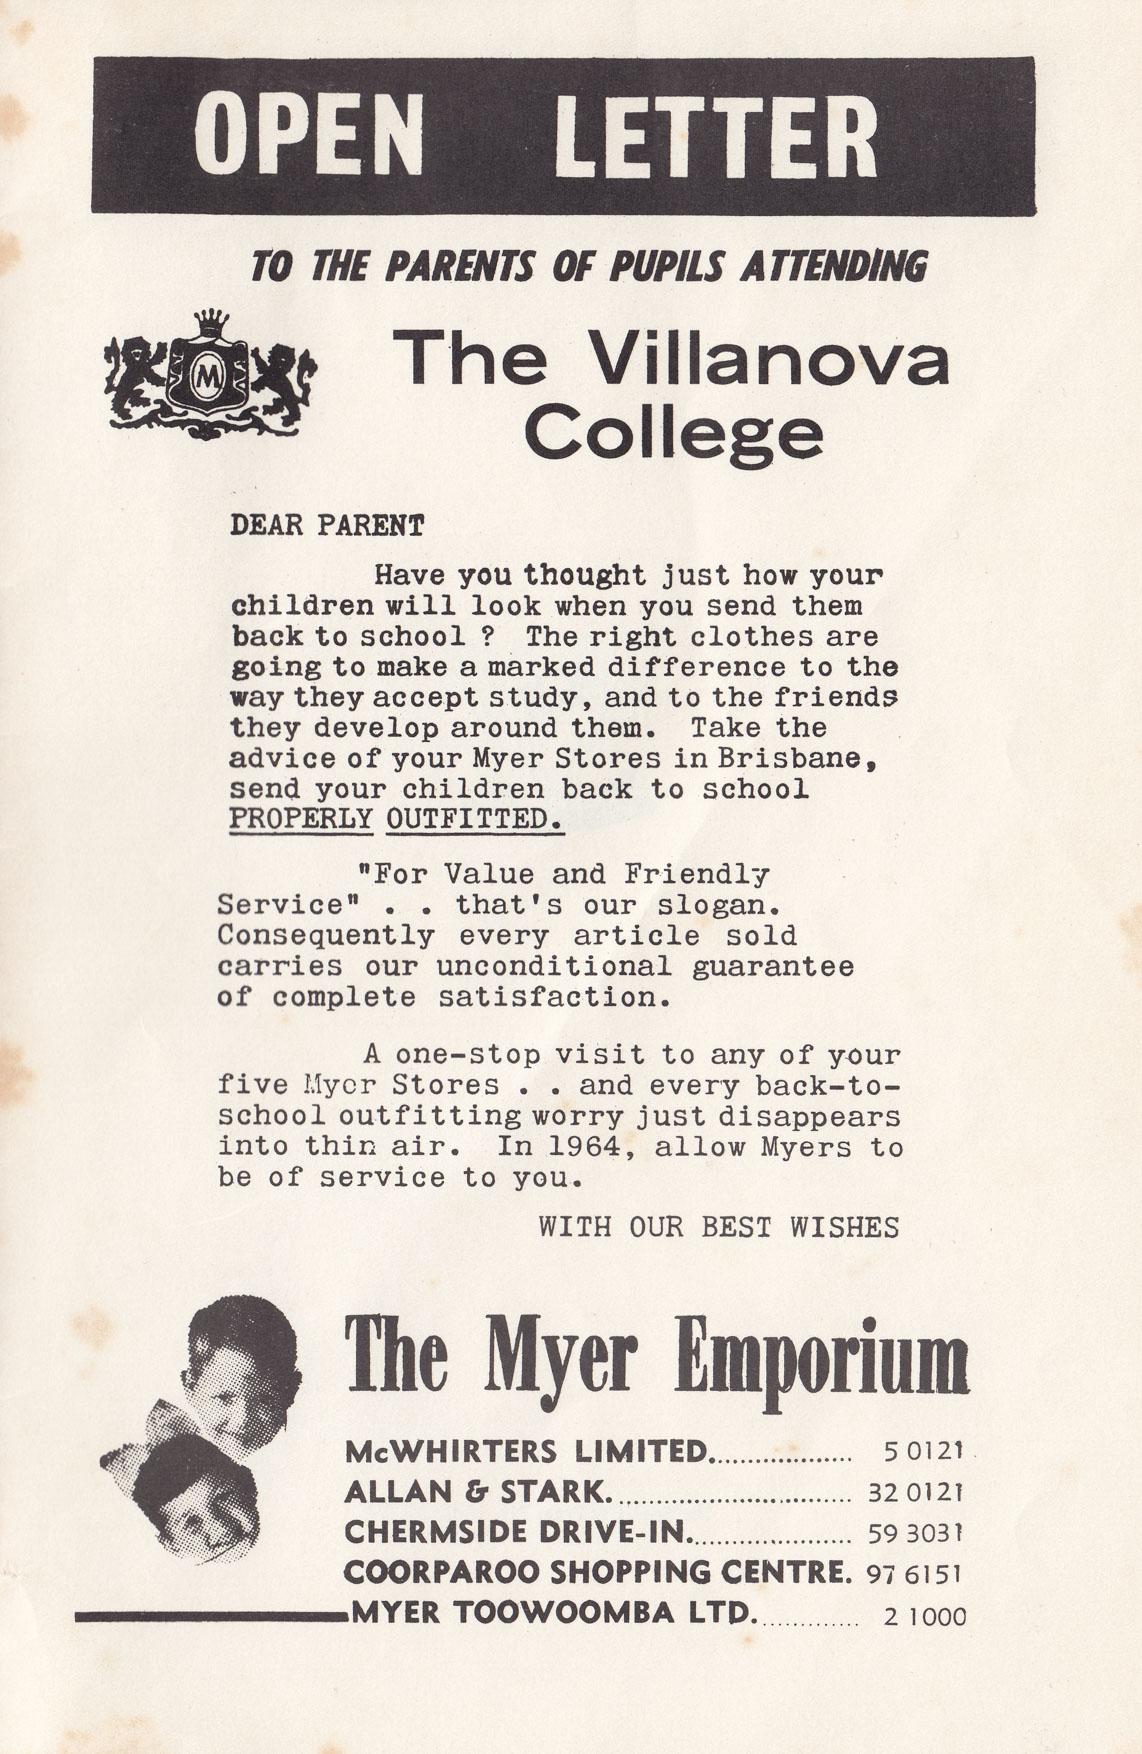 OPEN LETTER
TO THE PARENTS OF PUPILS ATTENDING
M
The Villanova
College
DEAR PARENT
Have you thought just how your
children will look when you send them
back to school ? The right clothes are
going to make a marked difference to the
way they accept study, and to the friends
they develop around them. Take the
advice of your Myer Stores in Brisbane,
send your children back to school
PROPERLY OUTFITTED.
"For Value and Friendly
Service" . . that's our slogan.
Consequently every article sold
carries our unconditional guarantee
of complete satisfaction.
A one-stop visit to any of your
five Myer Stores . . and every back-to-
school outfitting worry just disappears
into thin air. In 1964, allow Myers to
be of service to you.
WITH OUR BEST WISHES
The Myer Emporium
McWHIRTERS LIMITED................... 5 0121
ALLAN & STARK.............................. 32 0121
CHERMSIDE DRIVE-IN..................... 59 3031
COORPAROO SHOPPING CENTRE. 97 6151
MYER TOOWOOMBA LTD.............. 2 1000